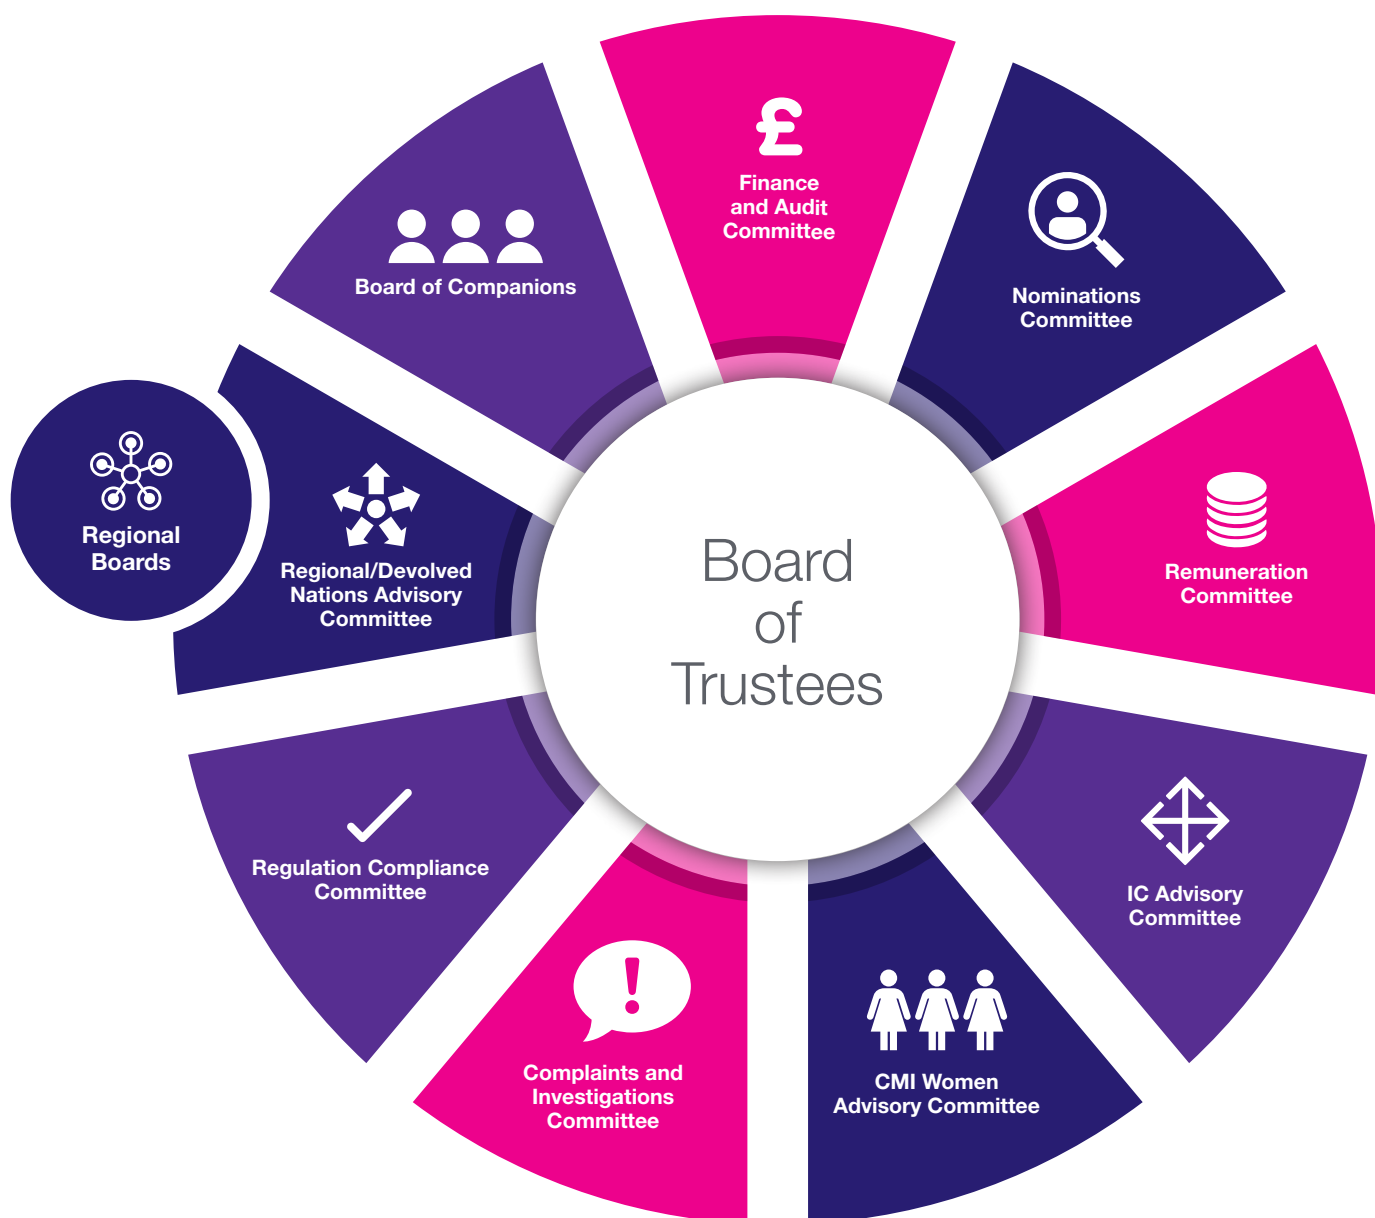 £
Finance
and Audit
Committee
Nominations
Committee
Board of Companions
Remuneration
Committee
Regional
Boards
Regional/Devolved
Nations Advisory
Committee
Board
of
Trustees
IC Advisory
Committee
Regulation Compliance
Committee
!
Complaints and
Investigations
Committee
CMI Women
Advisory Committee